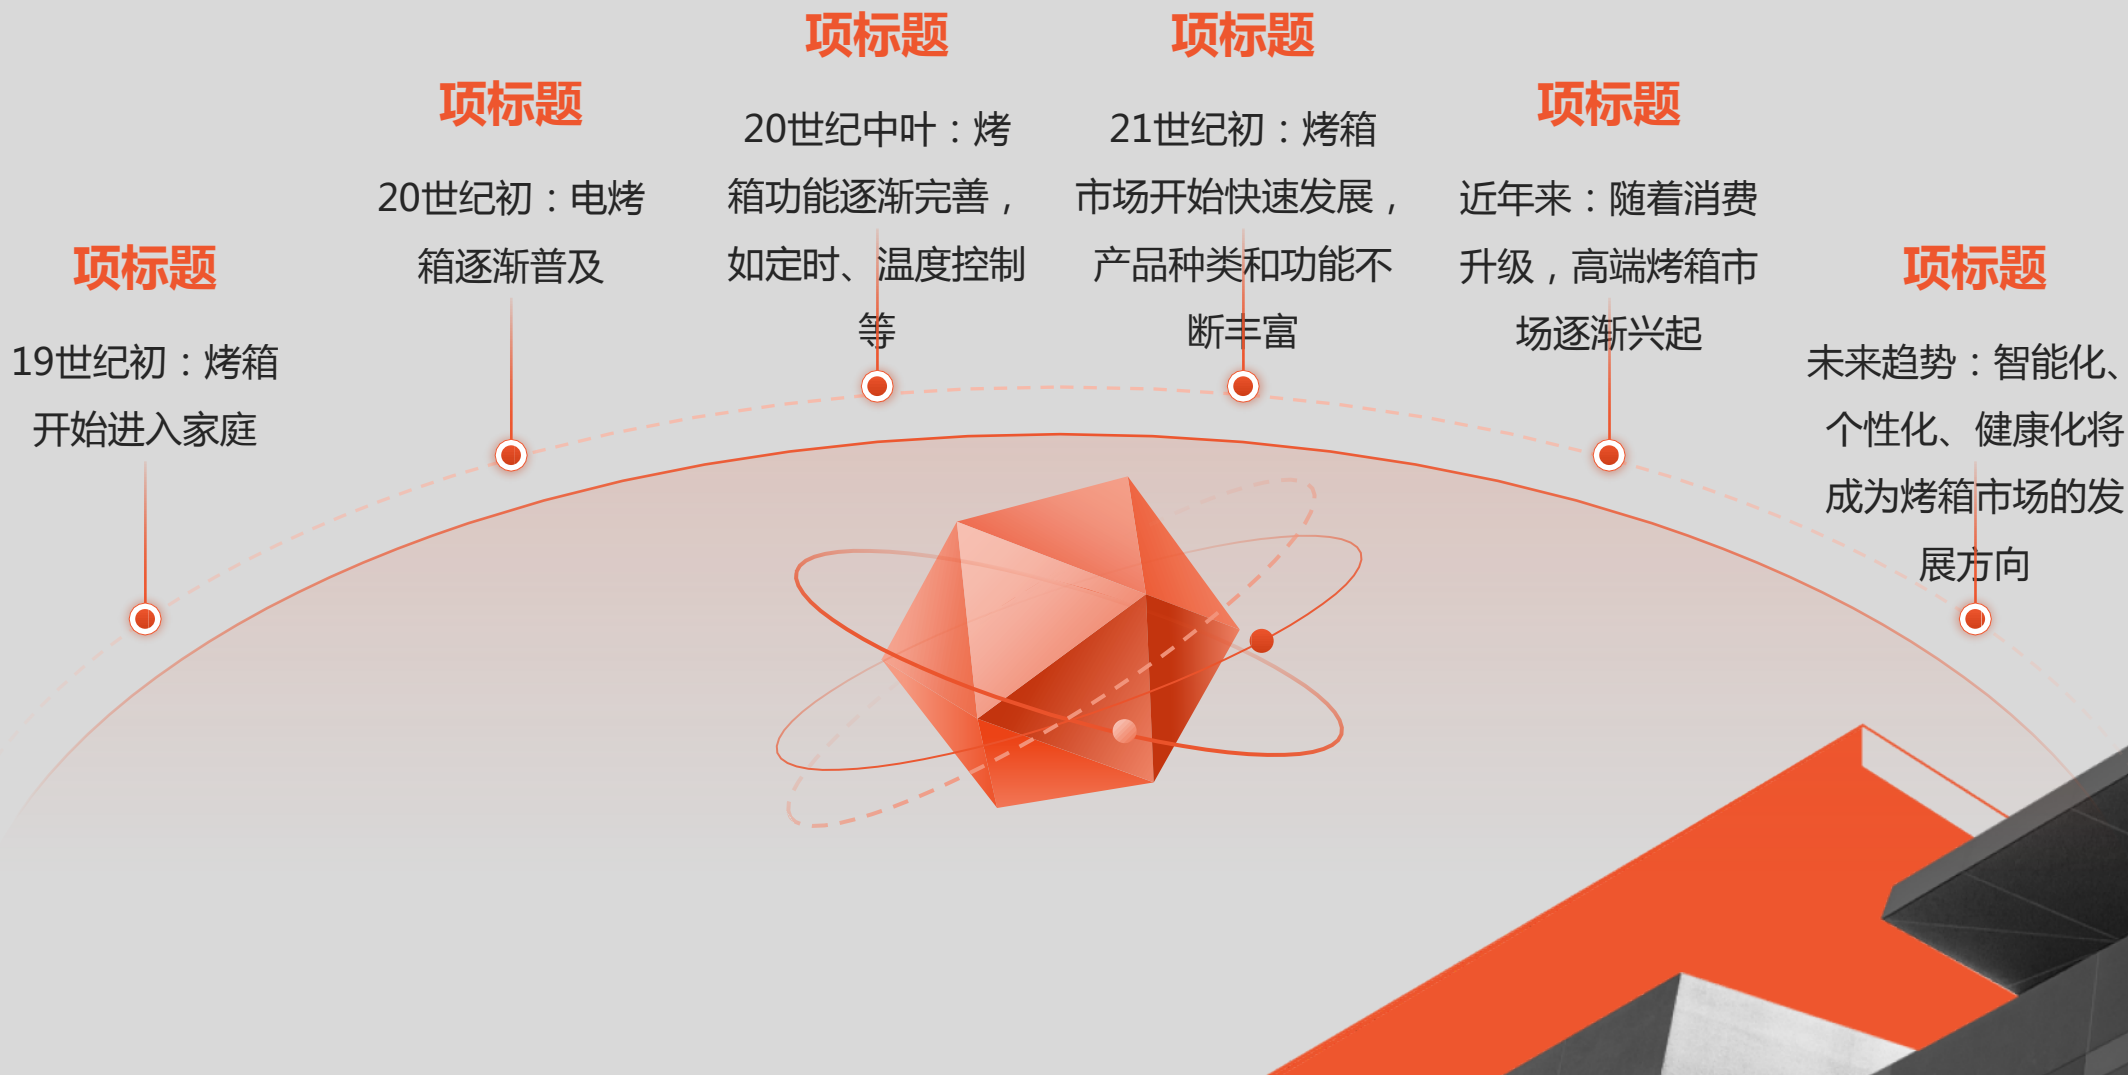 项标题
19世纪初：烤箱
开始进入家庭
项标题
20世纪初：电烤
箱逐渐普及
项标题
20世纪中叶：烤
箱功能逐渐完善，
如定时、温度控制
等
项标题
21世纪初：烤箱
市场开始快速发展，
产品种类和功能不
断丰富
项标题
近年来：随着消费
升级，高端烤箱市
场逐渐兴起
项标题
未来趋势：智能化、
个性化、健康化将
成为烤箱市场的发
展方向